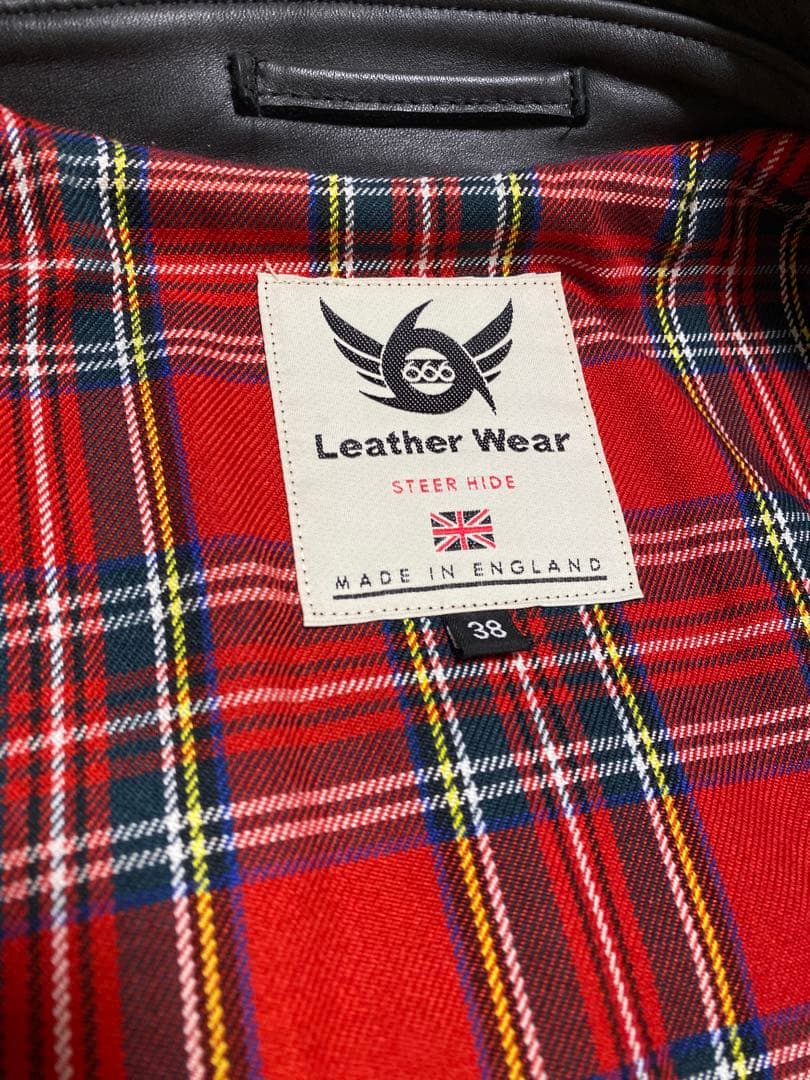 666
Leather Wear
STEER HIDE
MADE IN ENGLAND
38